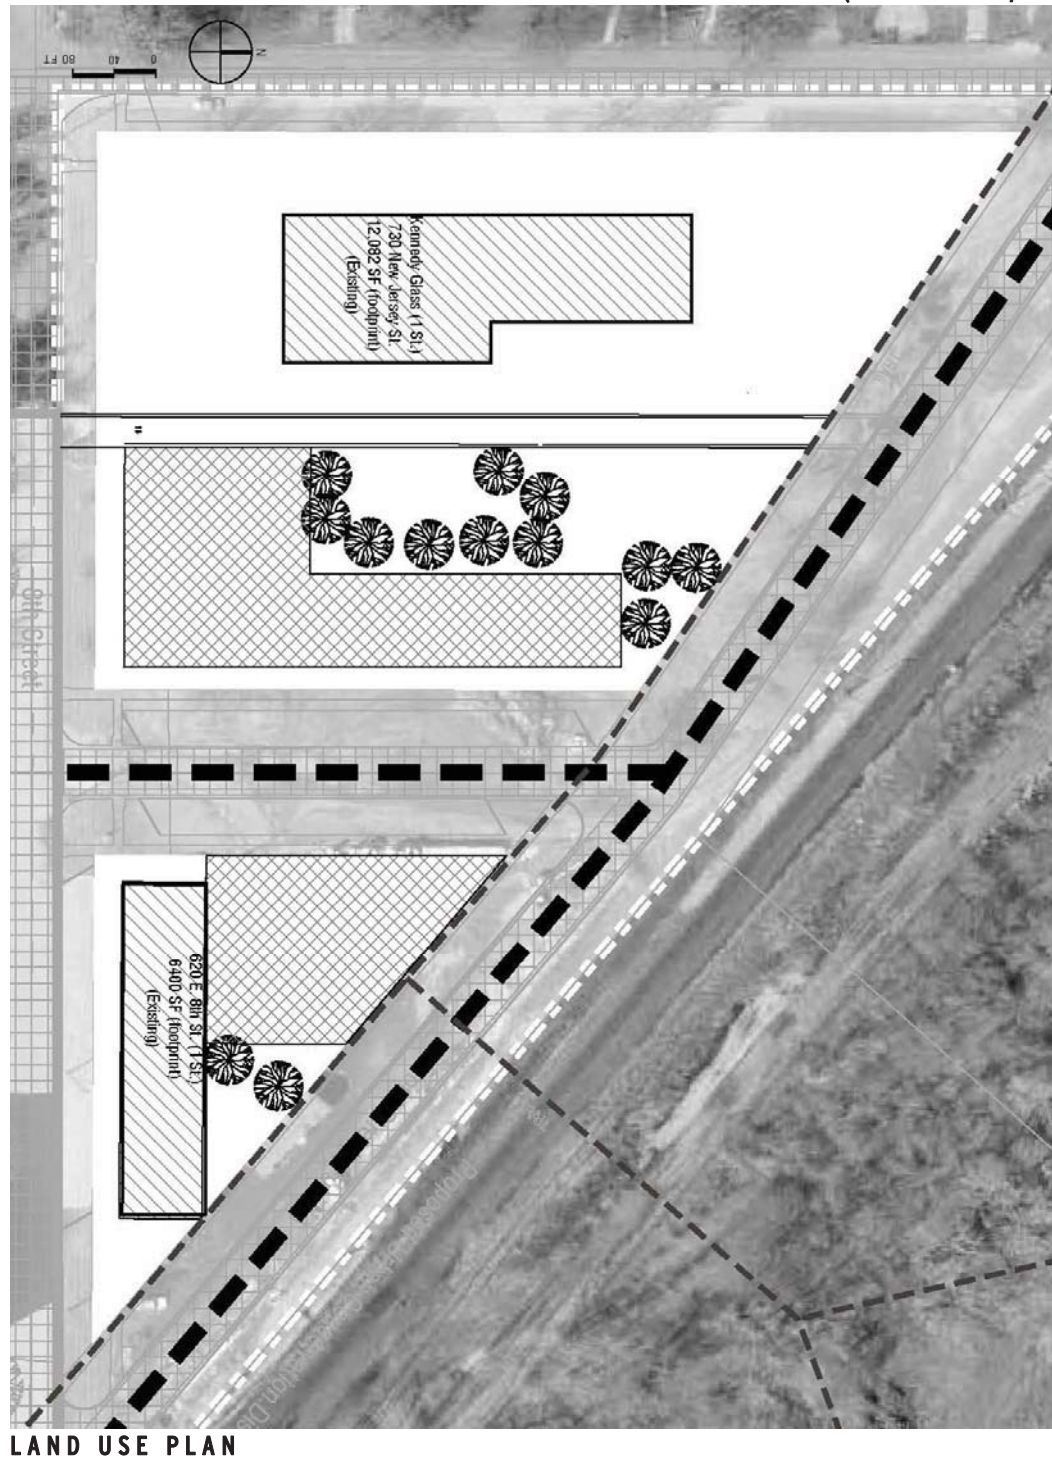 80 FT 40 0
N
Kennedy Glass (1 St.)
730 New Jersey St.
12,082 SF (footprint)
(Existing)
8th Street
620 E. 8th St. (1 St.)
6400 SF (footprint)
(Existing)
Proposed
LAND USE PLAN